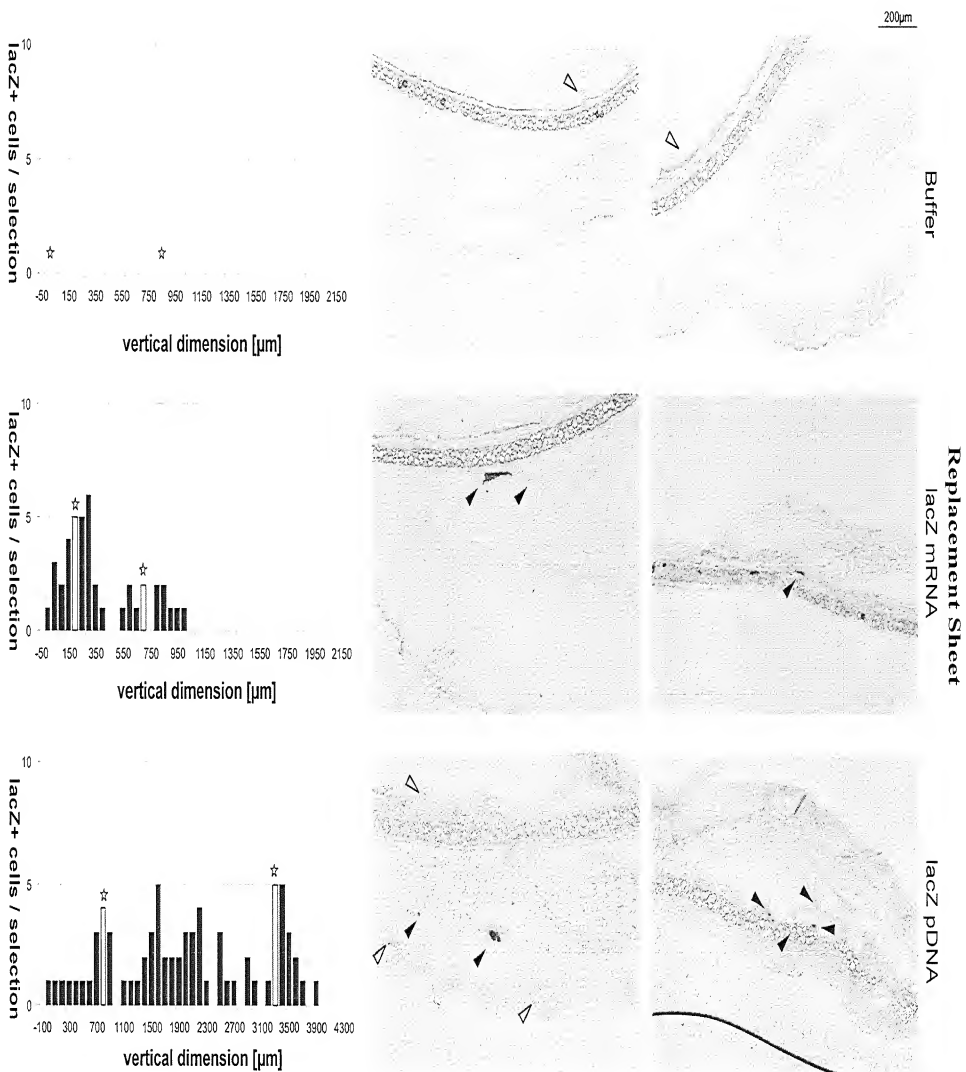 200µm
Replacement Sheet
Buffer
lacZ+ cells / selection
10
5
0
-50 150 350 550 750 950 1150 1350 1550 1750 1950 2150
vertical dimension [µm]
lacZ mRNA
lacZ+ cells / selection
10
5
0
-50 150 350 550 750 950 1150 1350 1550 1750 1950 2150
vertical dimension [µm]
lacZ pDNA
lacZ+ cells / selection
10
5
0
-100 300 700 1100 1500 1900 2300 2700 3100 3500 3900 4300
vertical dimension [µm]